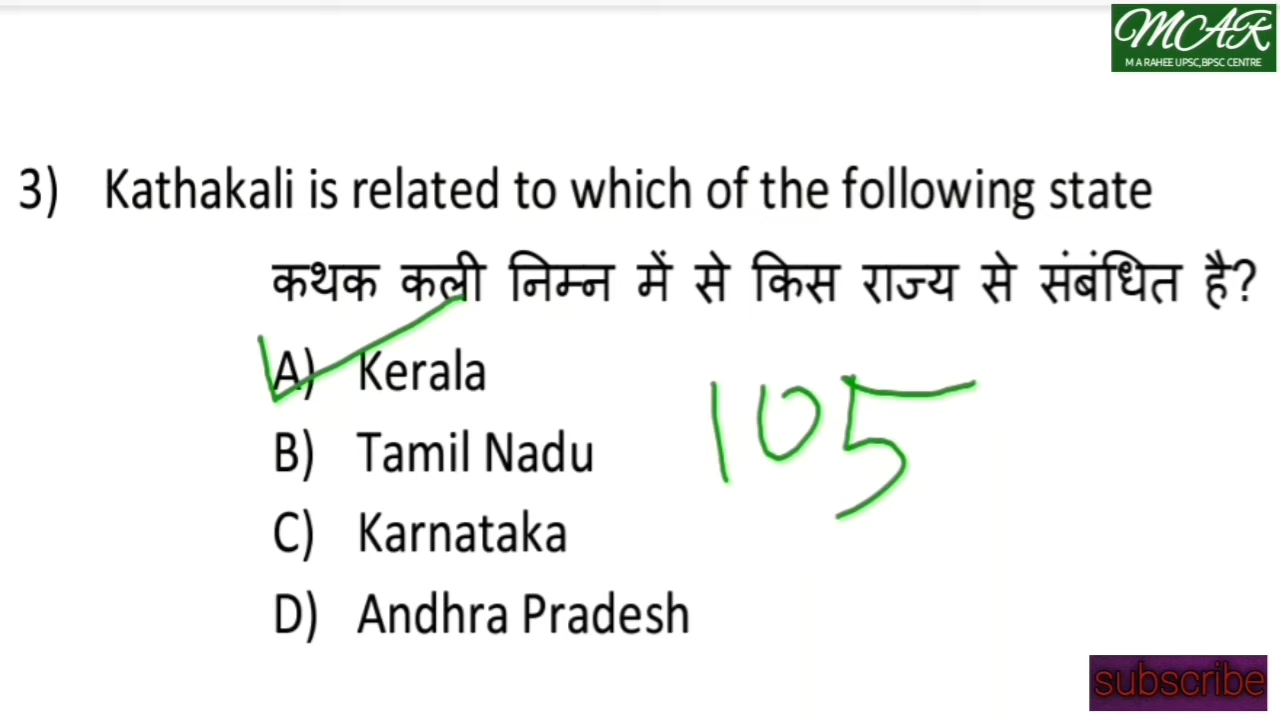 MCAR
M A RAHEE UPSC,BPSC CENTRE
3) Kathakali is related to which of the following state
कथक कली निम्न में से किस राज्य से संबंधित है?
A) Kerala
B) Tamil Nadu
105
C) Karnataka
D) Andhra Pradesh
subscribe